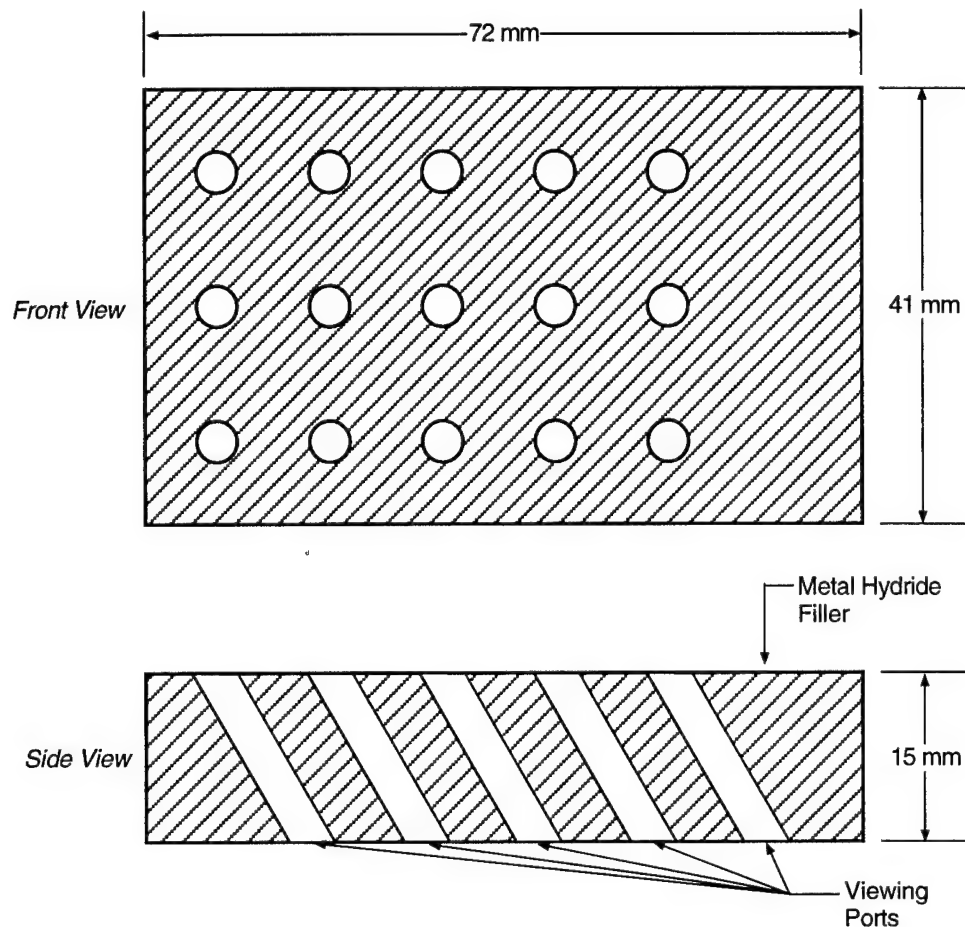 72 mm
Front View
41 mm
Metal Hydride
Filler
Side View
15 mm
Viewing
Ports